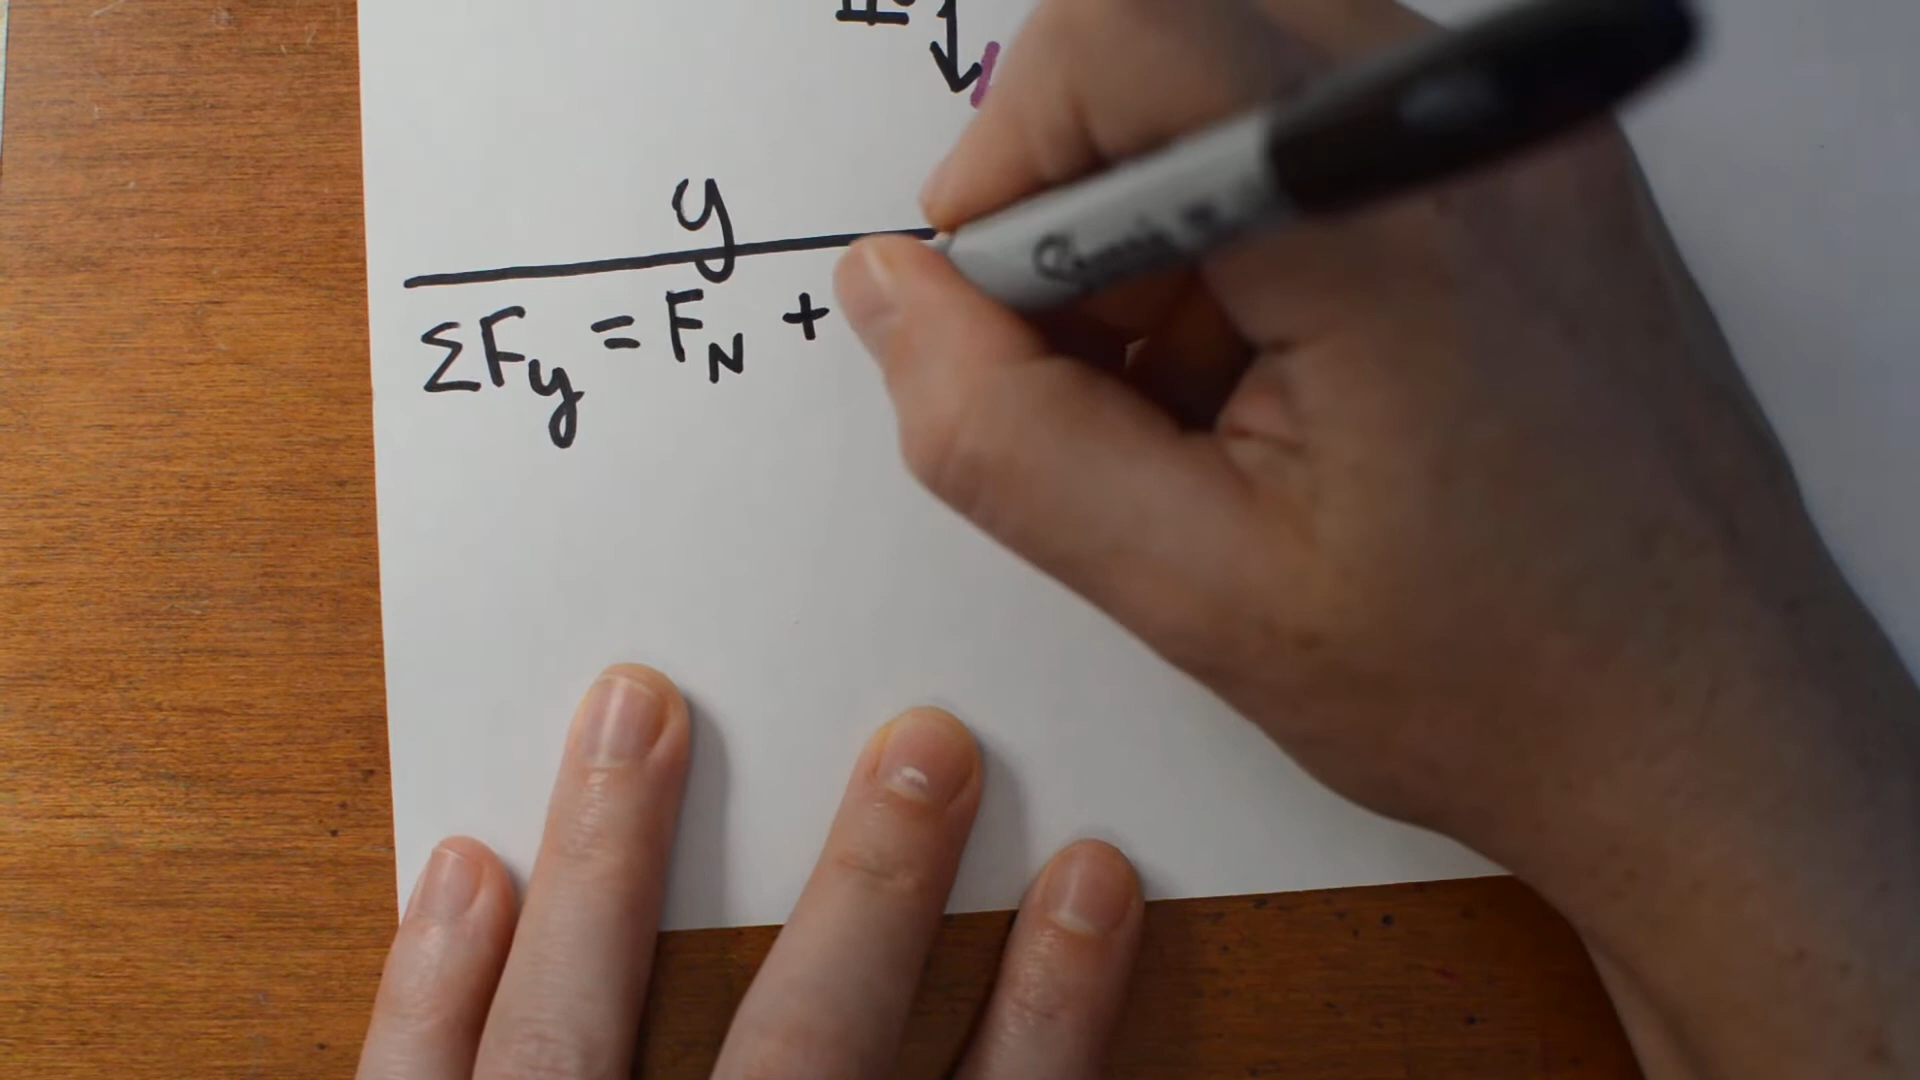 y
ΣFy = FN +